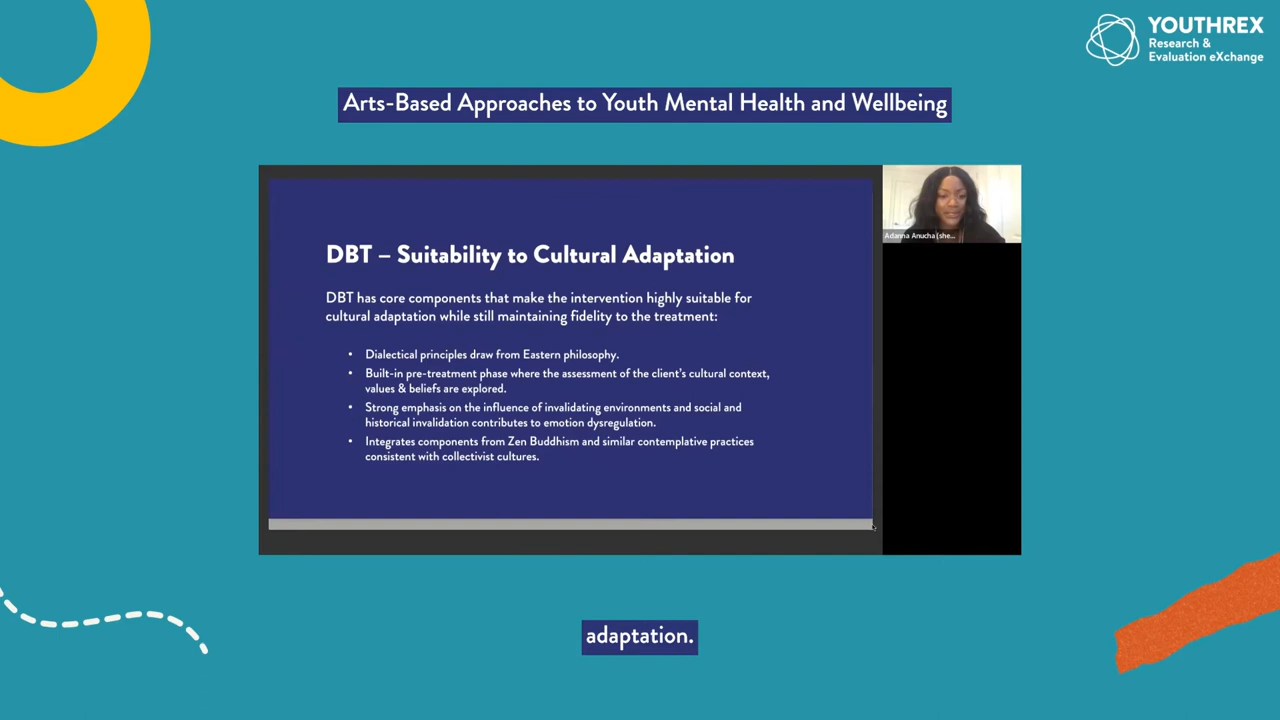 YOUTHREX
Research &
Evaluation eXchange
Arts-Based Approaches to Youth Mental Health and Wellbeing
DBT – Suitability to Cultural Adaptation
DBT has core components that make the intervention highly suitable for
cultural adaptation while still maintaining fidelity to the treatment:
• Dialectical principles draw from Eastern philosophy.
• Built-in pre-treatment phase where the assessment of the client's cultural context,
values & beliefs are explored.
• Strong emphasis on the influence of invalidating environments and social and
historical invalidation contributes to emotion dysregulation.
• Integrates components from Zen Buddhism and similar contemplative practices
consistent with collectivist cultures.
Adanna Anucha (she...
adaptation.